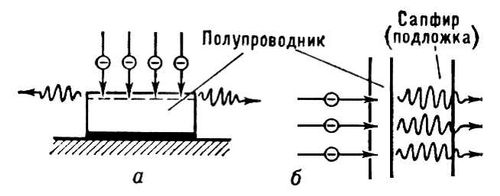 Сапфир
(подложка)
Полупроводник
а
б